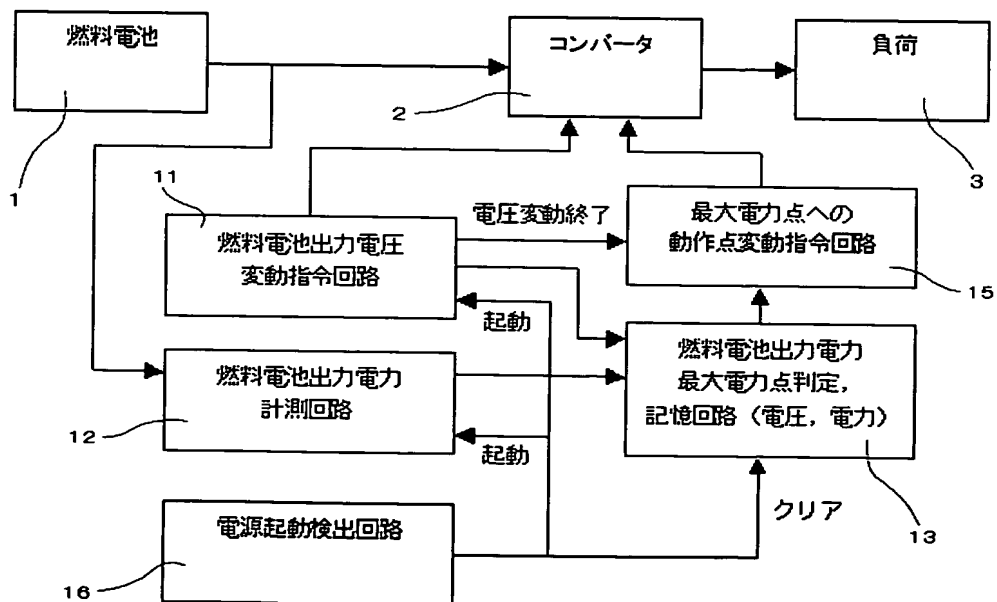 燃料電池
コンバータ
負荷
1
2
3
11
燃料電池出力電圧
変動指令回路
電圧変動終了
最大電力点への
動作点変動指令回路
15
起動
燃料電池出力電力
計測回路
12
起動
燃料電池出力電力
最大電力点判定，
記憶回路（電圧，電力）
13
クリア
電源起動検出回路
16